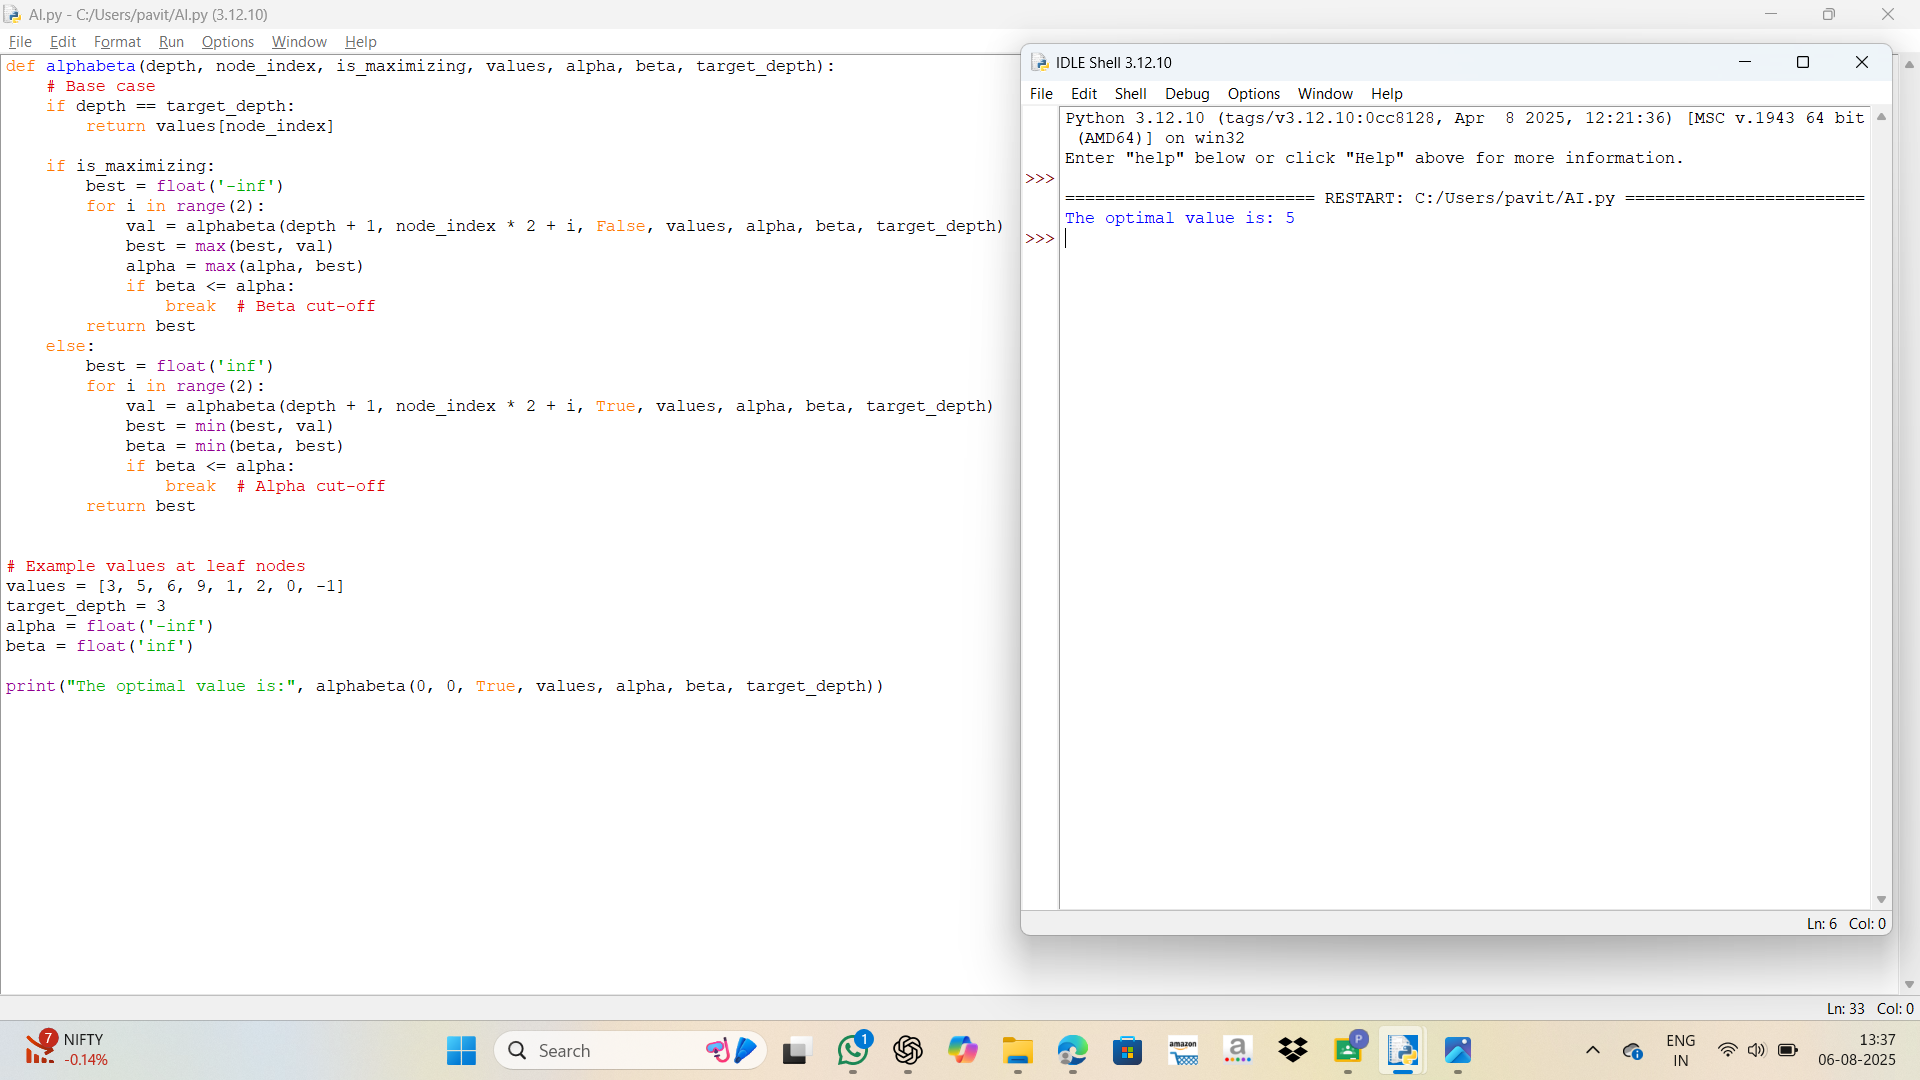 AI.py - C:/Users/pavit/AI.py (3.12.10)
File Edit Format Run Options Window Help
def alphabeta(depth, node_index, is_maximizing, values, alpha, beta, target_depth):
    # Base case
    if depth == target_depth:
        return values[node_index]

    if is_maximizing:
        best = float('-inf')
        for i in range(2):
            val = alphabeta(depth + 1, node_index * 2 + i, False, values, alpha, beta, target_depth)
            best = max(best, val)
            alpha = max(alpha, best)
            if beta <= alpha:
                break  # Beta cut-off
        return best
    else:
        best = float('inf')
        for i in range(2):
            val = alphabeta(depth + 1, node_index * 2 + i, True, values, alpha, beta, target_depth)
            best = min(best, val)
            beta = min(beta, best)
            if beta <= alpha:
                break  # Alpha cut-off
        return best

# Example values at leaf nodes
values = [3, 5, 6, 9, 1, 2, 0, -1]
target_depth = 3
alpha = float('-inf')
beta = float('inf')

print("The optimal value is:", alphabeta(0, 0, True, values, alpha, beta, target_depth))
IDLE Shell 3.12.10
File Edit Shell Debug Options Window Help
Python 3.12.10 (tags/v3.12.10:0cc8128, Apr  8 2025, 12:21:36) [MSC v.1943 64 bit
 (AMD64)] on win32
Enter "help" below or click "Help" above for more information.
>>>
========================= RESTART: C:/Users/pavit/AI.py ========================
The optimal value is: 5
>>>
Ln: 6 Col: 0
Ln: 33 Col: 0
7
NIFTY
-0.14%
Search
1
amazon
a
P
ENG
IN
13:37
06-08-2025